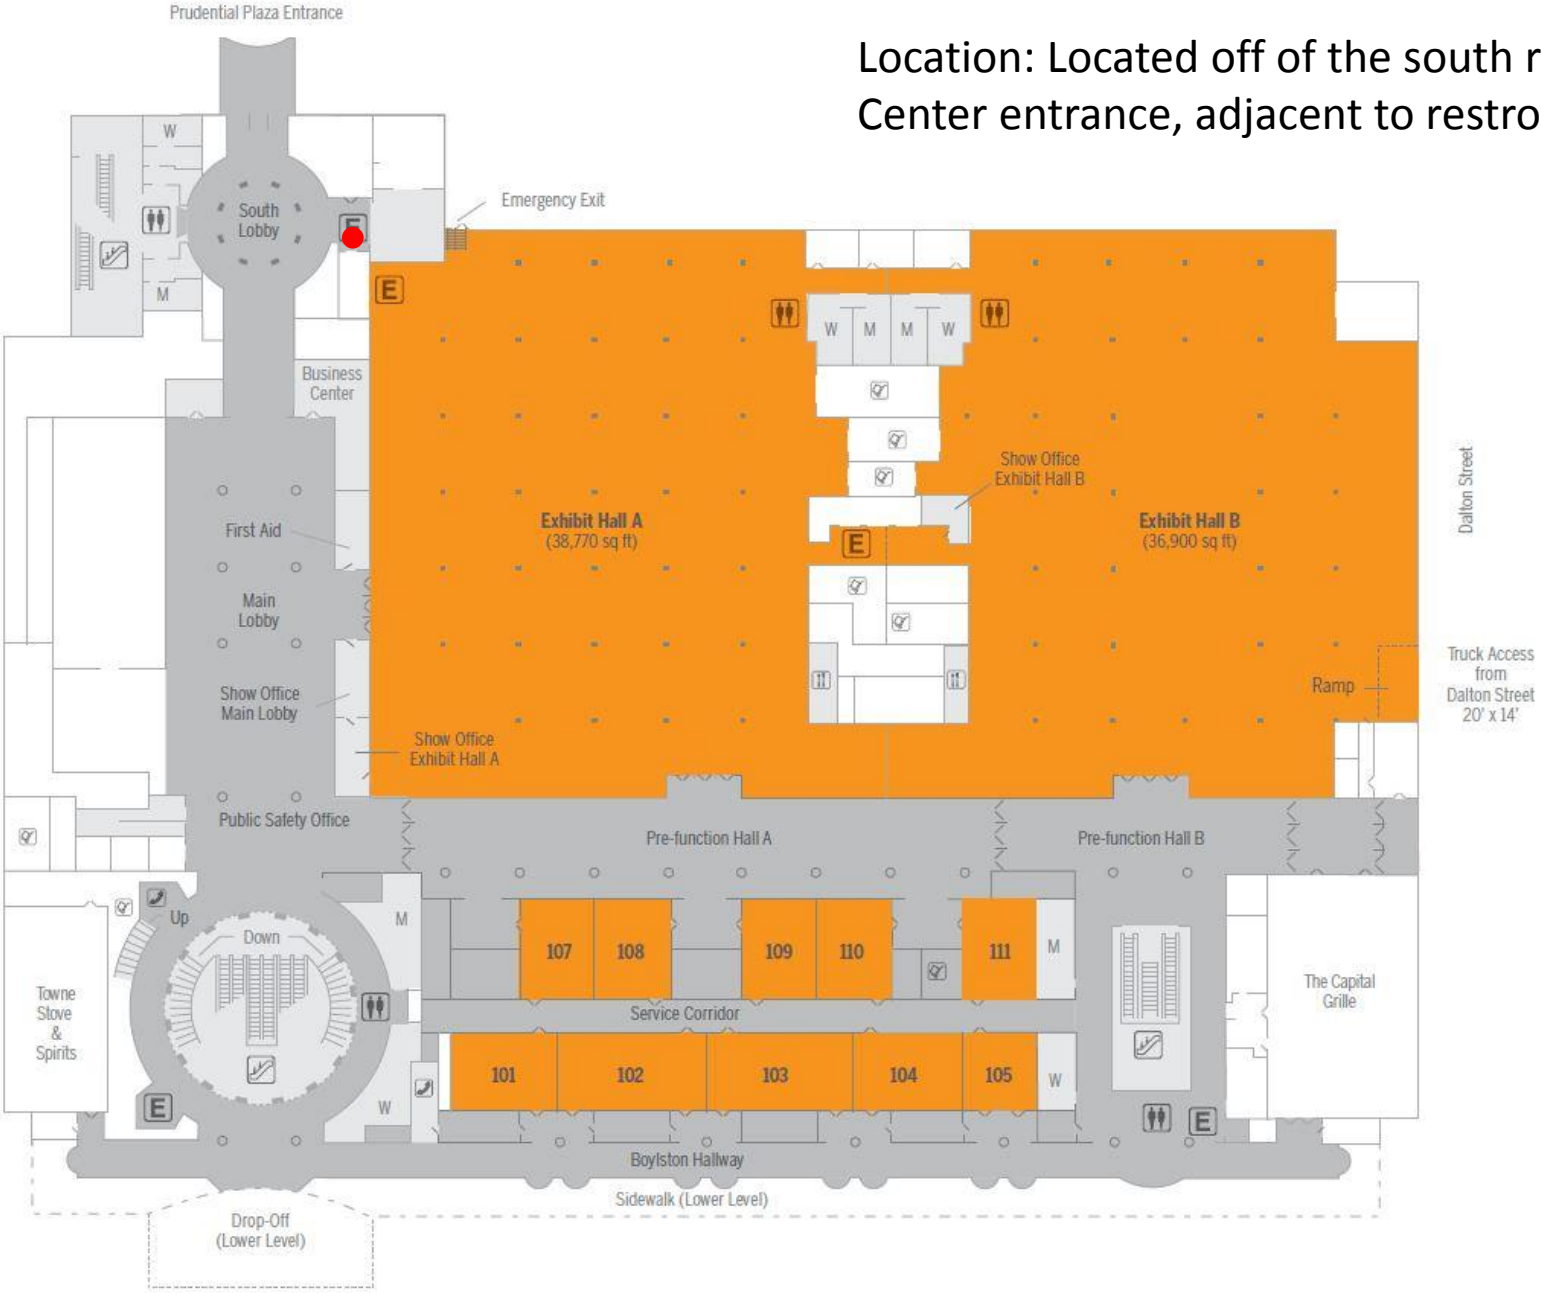 Prudential Plaza Entrance
Location: Located off of the south r
Center entrance, adjacent to restro
W
South
Lobby
E
M
Emergency Exit
E
W M M W
Business
Center
Show Office
Exhibit Hall B
Dalton Street
First Aid
Exhibit Hall A
(38,770 sq ft)
E
Exhibit Hall B
(36,900 sq ft)
Main
Lobby
Show Office
Main Lobby
Show Office
Exhibit Hall A
Ramp
Truck Access
from
Dalton Street
20' x 14'
Public Safety Office
Pre-function Hall A
Pre-function Hall B
Up
Down
M
107
108
109
110
111
M
Towne
Stove
&
Spirits
Service Corridor
The Capital
Grille
101
102
103
104
105
W
W
E
E
Boylston Hallway
Sidewalk (Lower Level)
Drop-Off
(Lower Level)